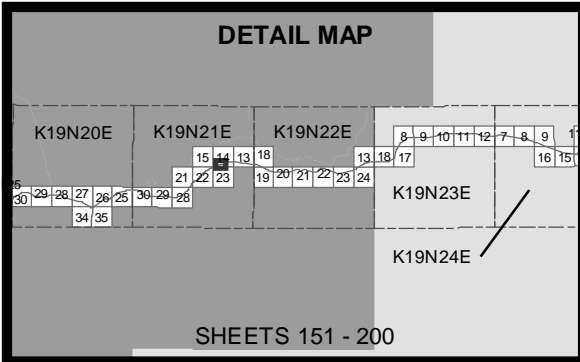 DETAIL MAP
K19N20E K19N21E K19N22E
8 9 10 11 12 7 8 9
15 14 13 18 13 18 17 16 15
21 22 23 19 20 21 22 23 24
K19N23E
30 29 28 27 26 25 30 29 28
34 35
K19N24E
SHEETS 151 - 200